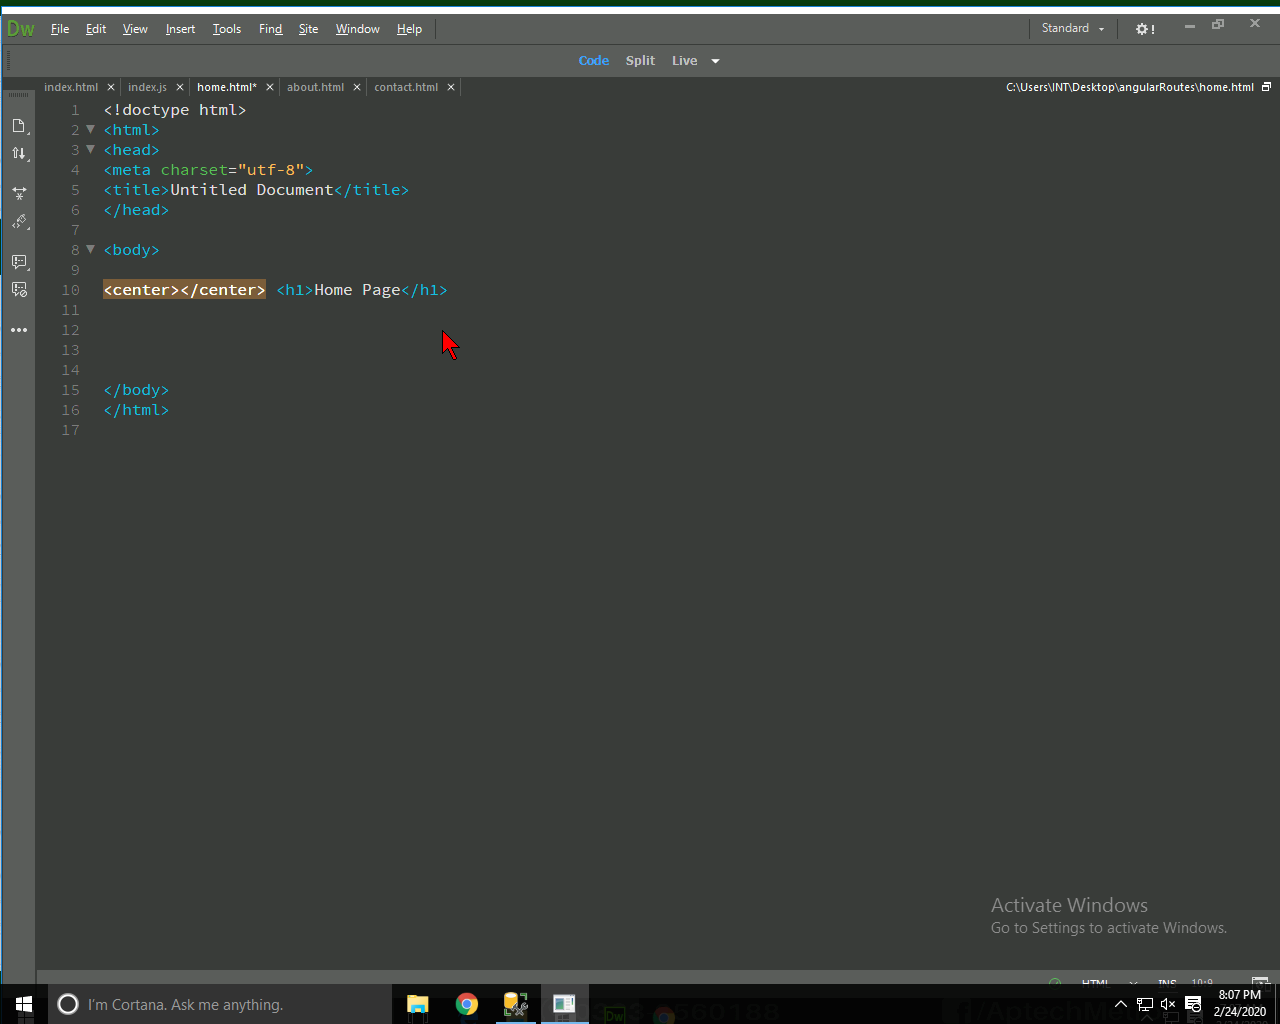 Dw File Edit View Insert Tools Find Site Window Help Standard
Code Split Live
index.html index.js home.html* about.html contact.html C:\Users\INT\Desktop\angularRoutes\home.html
1 <!doctype html>
2 <html>
3 <head>
4 <meta charset="utf-8">
5 <title>Untitled Document</title>
6 </head>
7
8 <body>
9
10 <center></center> <h1>Home Page</h1>
11
12
13
14
15 </body>
16 </html>
17
Activate Windows
Go to Settings to activate Windows.
HTML INS 10:9
I'm Cortana. Ask me anything.
8:07 PM
2/24/2020